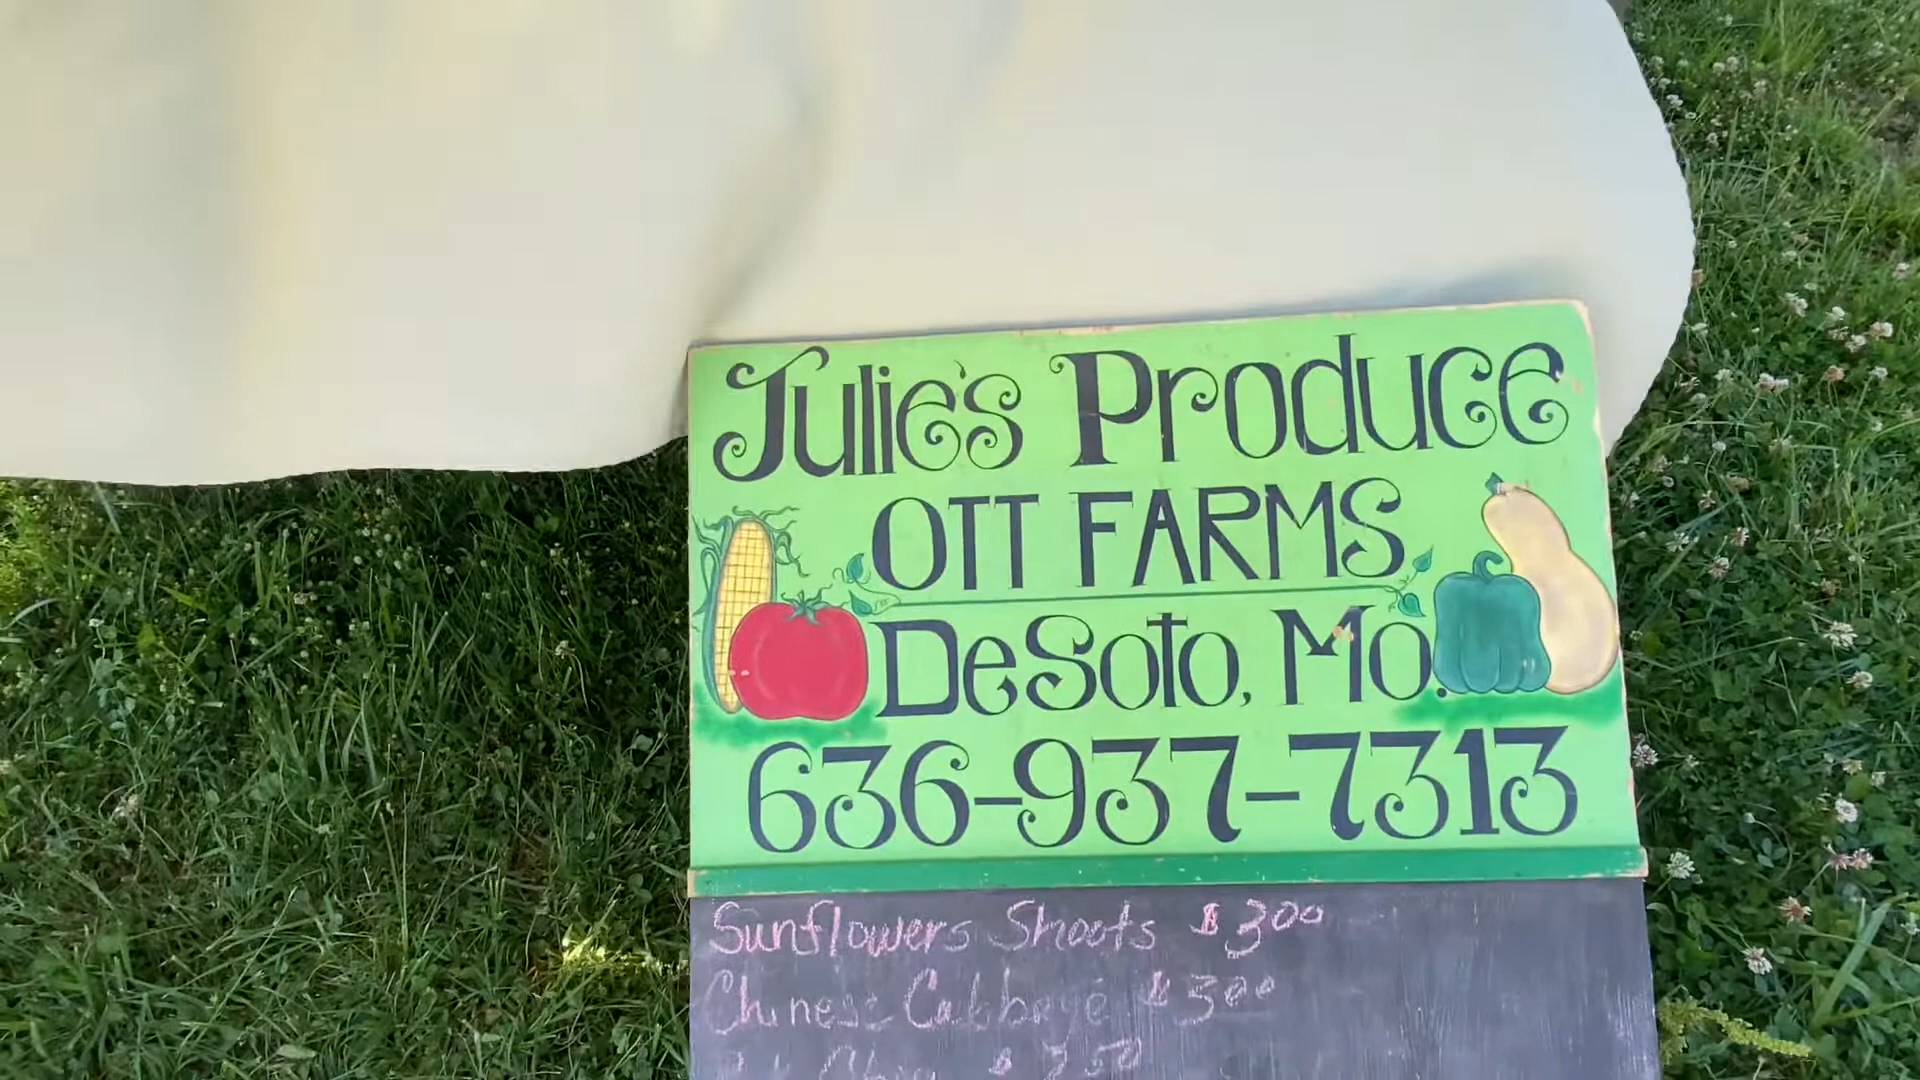 Julie's Produce
OTT FARMS
DeSoto, Mo.
636-937-7313
Sunflowers Shoots $3.00
Chinese Cabbage $3.00
$